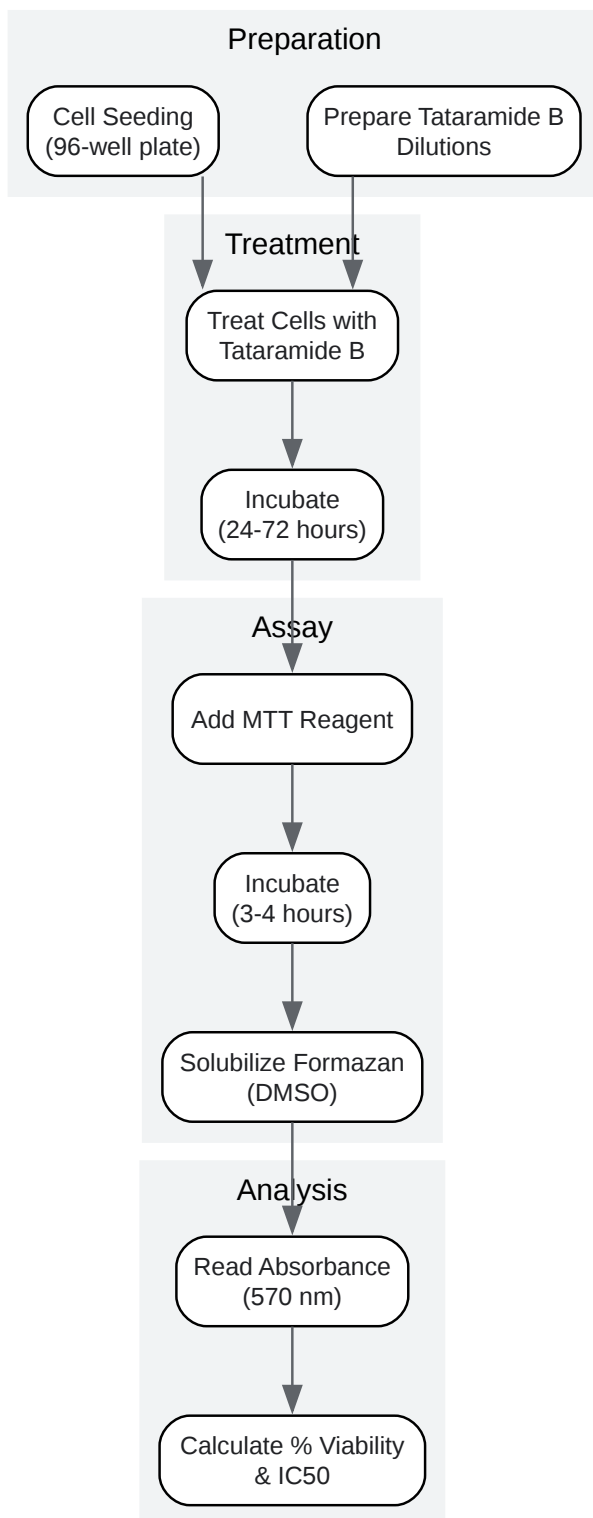 Preparation
Cell Seeding
(96-well plate)
Prepare Tataramide B
Dilutions
Treatment
Treat Cells with
Tataramide B
Incubate
(24-72 hours)
Assay
Add MTT Reagent
Incubate
(3-4 hours)
Solubilize Formazan
(DMSO)
Analysis
Read Absorbance
(570 nm)
Calculate % Viability
& IC50